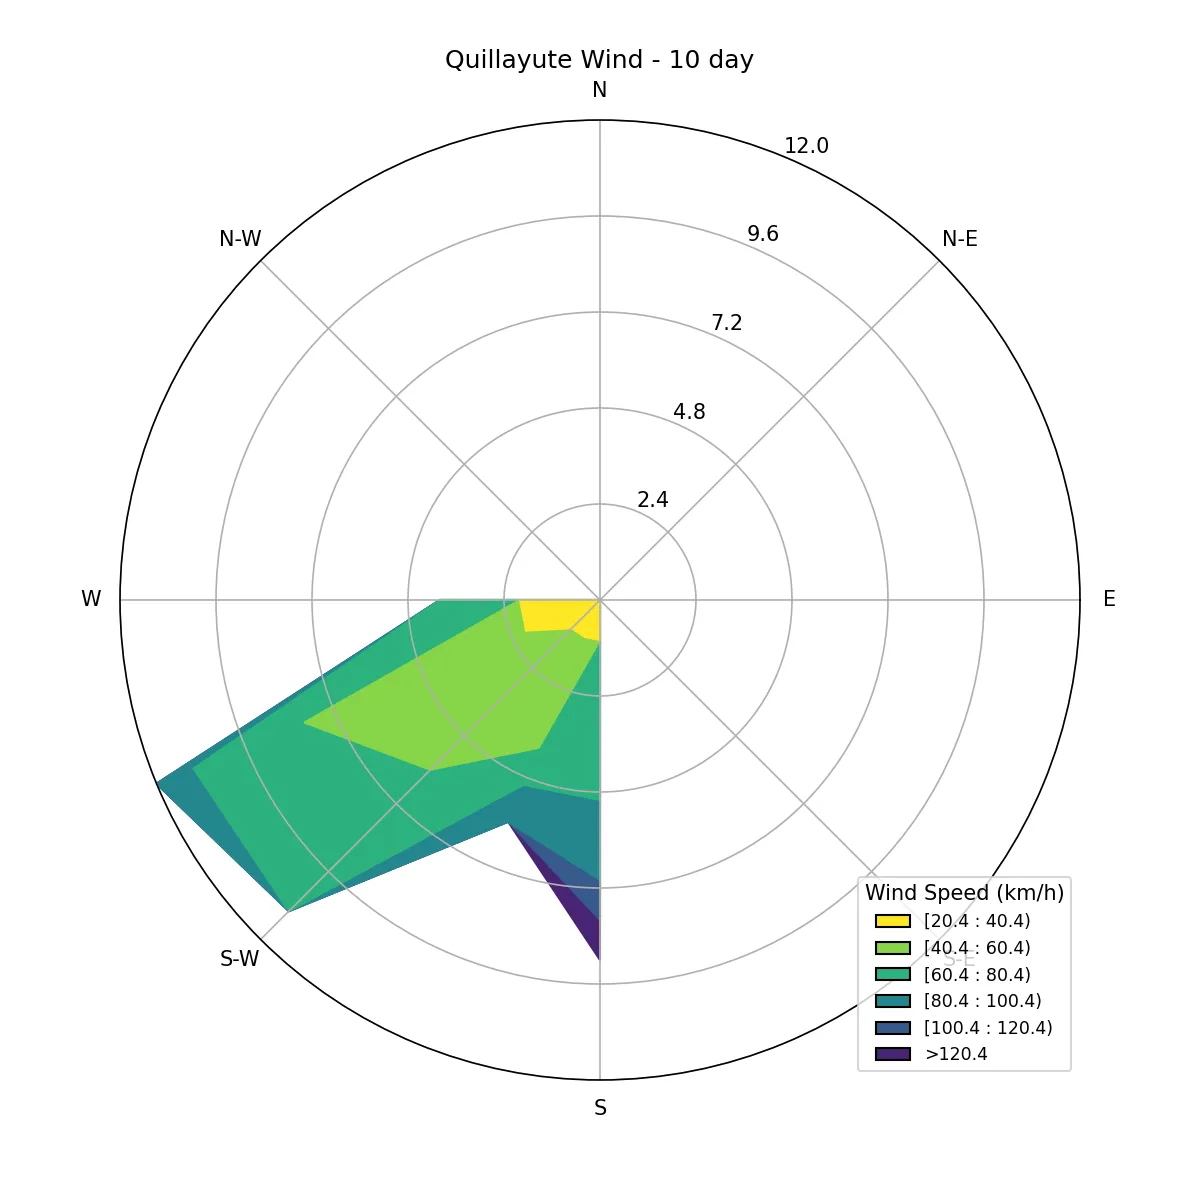 Quillayute Wind - 10 day
N
12.0
N-W
9.6
N-E
7.2
4.8
2.4
W
E
Wind Speed (km/h)
[20.4 : 40.4)
[40.4 : 60.4)
S-W
S-E
[60.4 : 80.4)
[80.4 : 100.4)
[100.4 : 120.4)
>120.4
S